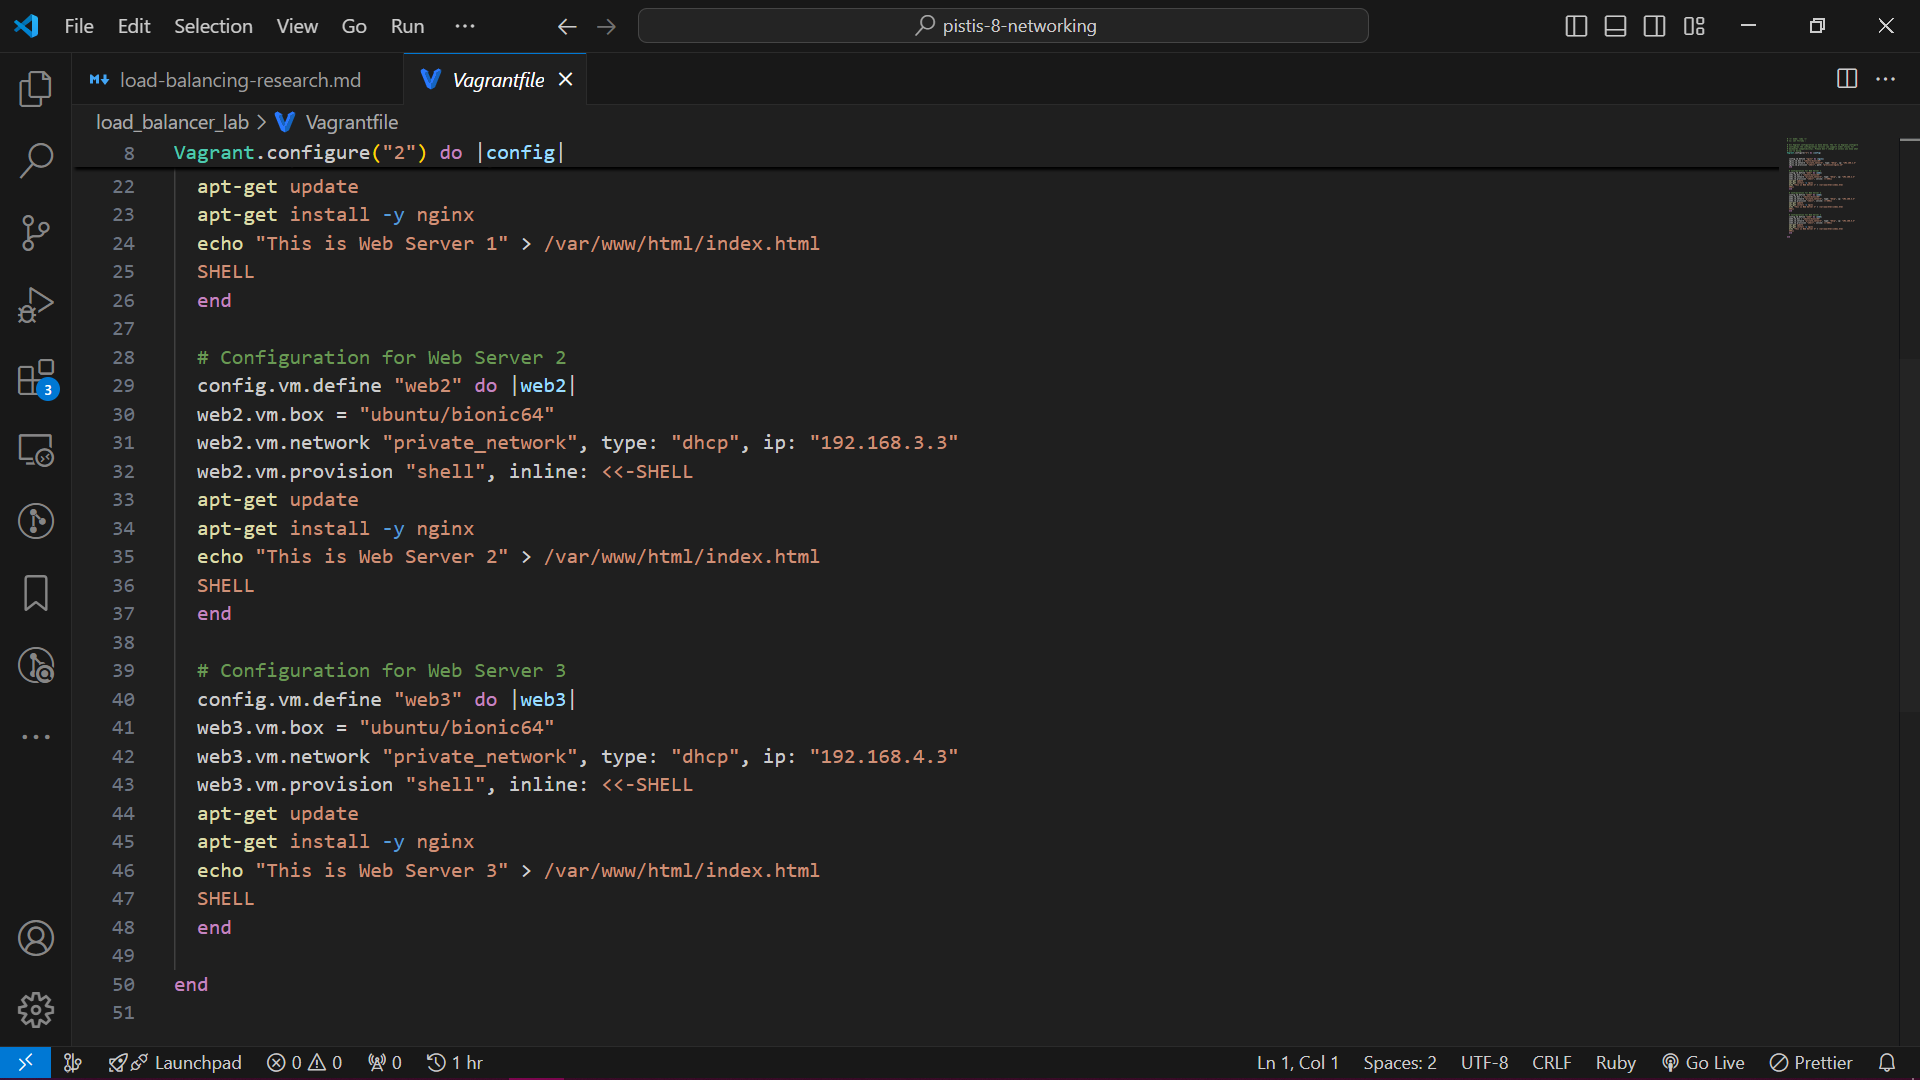 File Edit Selection View Go Run ... pistis-8-networking
load-balancing-research.md Vagrantfile
load_balancer_lab > Vagrantfile
8 Vagrant.configure("2") do |config|
22 apt-get update
23 apt-get install -y nginx
24 echo "This is Web Server 1" > /var/www/html/index.html
25 SHELL
26 end
27
28 # Configuration for Web Server 2
29 config.vm.define "web2" do |web2|
30 web2.vm.box = "ubuntu/bionic64"
31 web2.vm.network "private_network", type: "dhcp", ip: "192.168.3.3"
32 web2.vm.provision "shell", inline: <<-SHELL
33 apt-get update
34 apt-get install -y nginx
35 echo "This is Web Server 2" > /var/www/html/index.html
36 SHELL
37 end
38
39 # Configuration for Web Server 3
40 config.vm.define "web3" do |web3|
41 web3.vm.box = "ubuntu/bionic64"
42 web3.vm.network "private_network", type: "dhcp", ip: "192.168.4.3"
43 web3.vm.provision "shell", inline: <<-SHELL
44 apt-get update
45 apt-get install -y nginx
46 echo "This is Web Server 3" > /var/www/html/index.html
47 SHELL
48 end
49
50 end
51
3
Launchpad 0 0 0 1 hr Ln 1, Col 1 Spaces: 2 UTF-8 CRLF Ruby Go Live Prettier